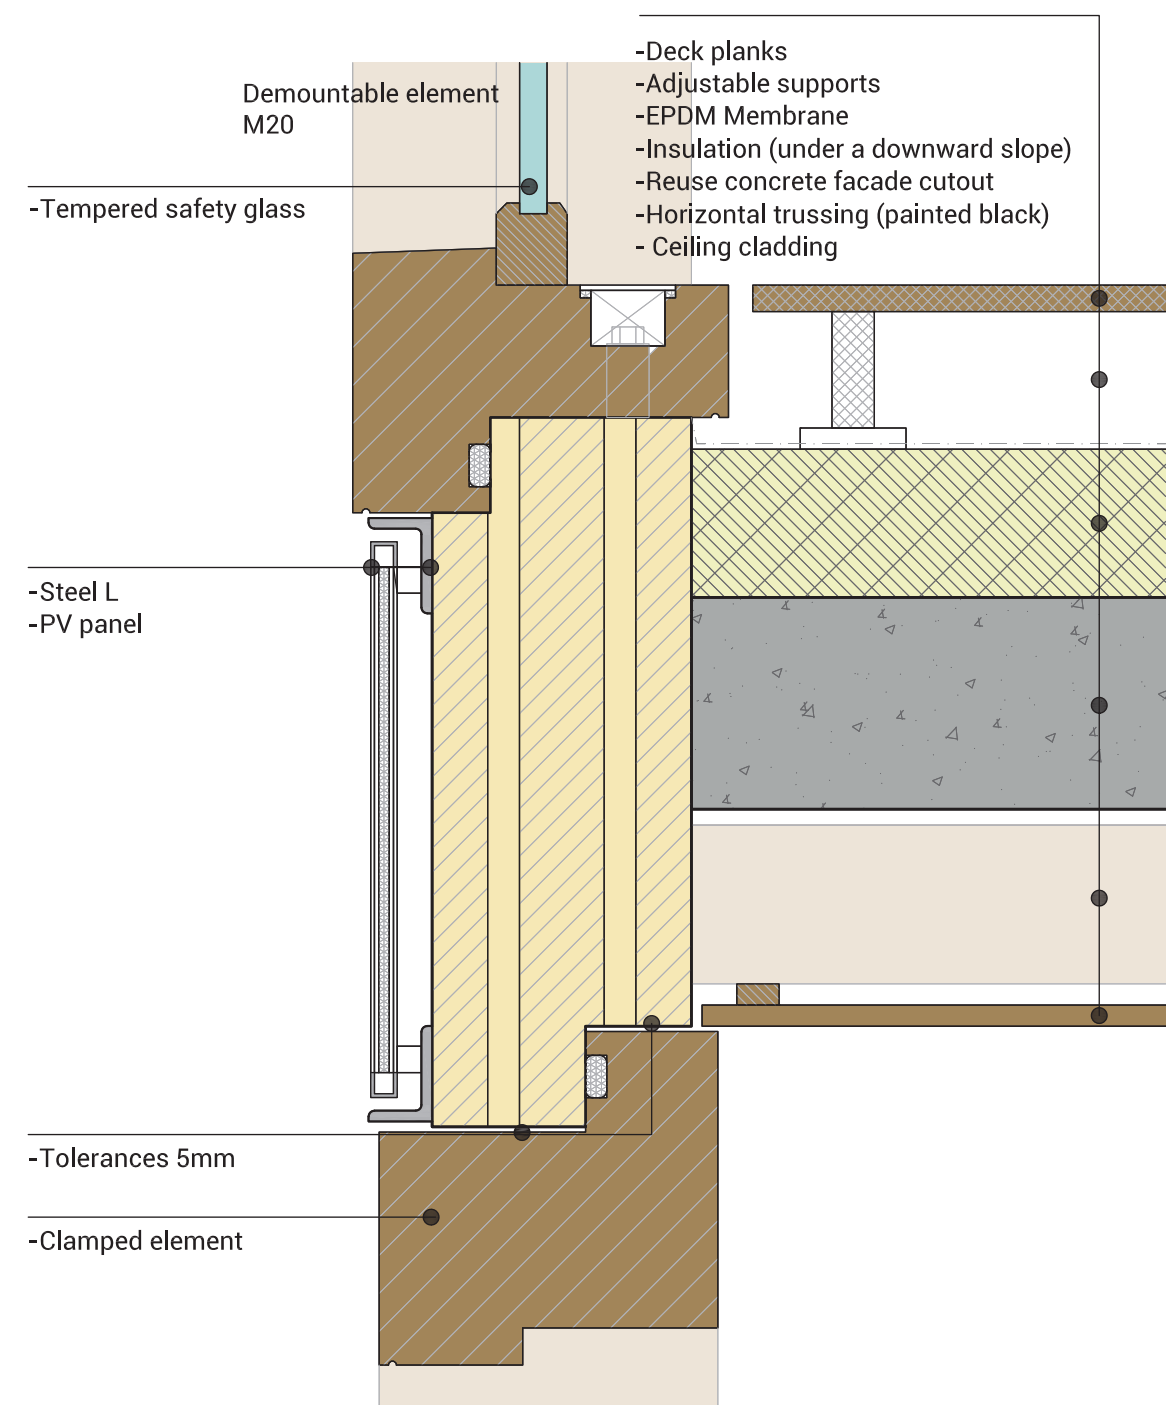 -Deck planks
-Adjustable supports
-EPDM Membrane
-Insulation (under a downward slope)
-Reuse concrete facade cutout
-Horizontal trussing (painted black)
- Ceiling cladding
Demountable element
M20
-Tempered safety glass
-Steel L
-PV panel
-Tolerances 5mm
-Clamped element